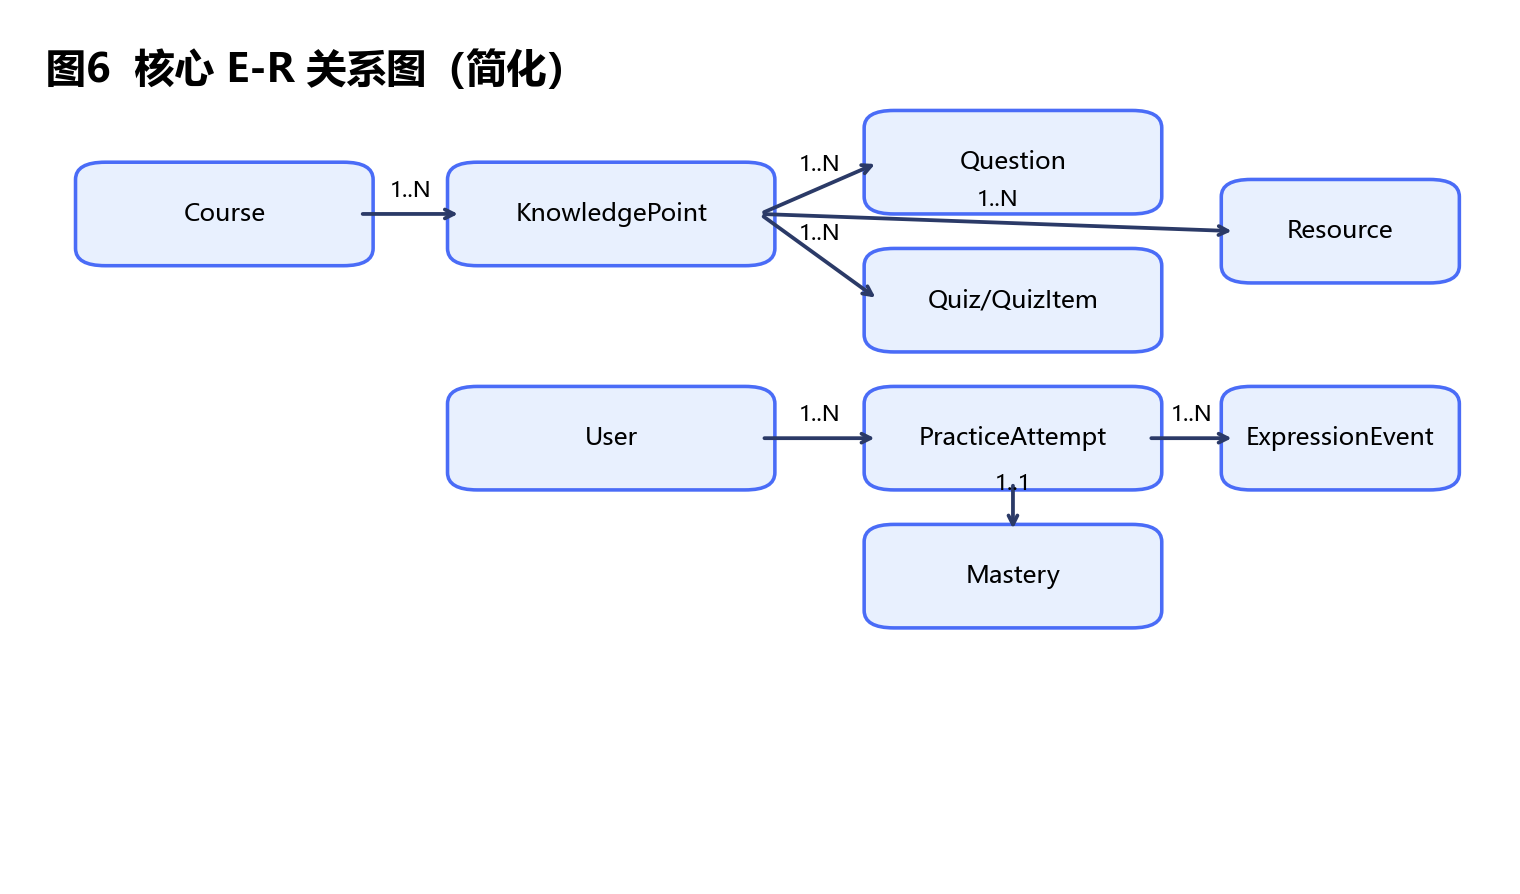 图6  核心 E-R 关系图（简化）
Course
1..N
KnowledgePoint
1..N
Question
1..N
Resource
1..N
Quiz/QuizItem
User
1..N
PracticeAttempt
1..N
ExpressionEvent
1..1
Mastery